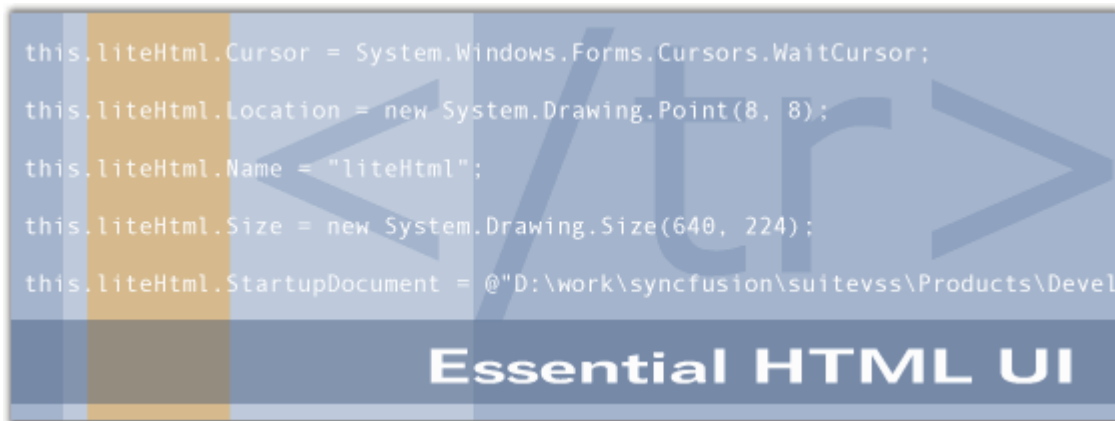 this.liteHtml.Cursor = System.Windows.Forms.Cursors.WaitCursor;
this.liteHtml.Location = new System.Drawing.Point(8, 8);
this.liteHtml.Name = "liteHtml";
this.liteHtml.Size = new System.Drawing.Size(640, 224);
this.liteHtml.StartupDocument = @"D:\work\syncfusion\suitevss\Products\Devel
</tr>
Essential HTML UI